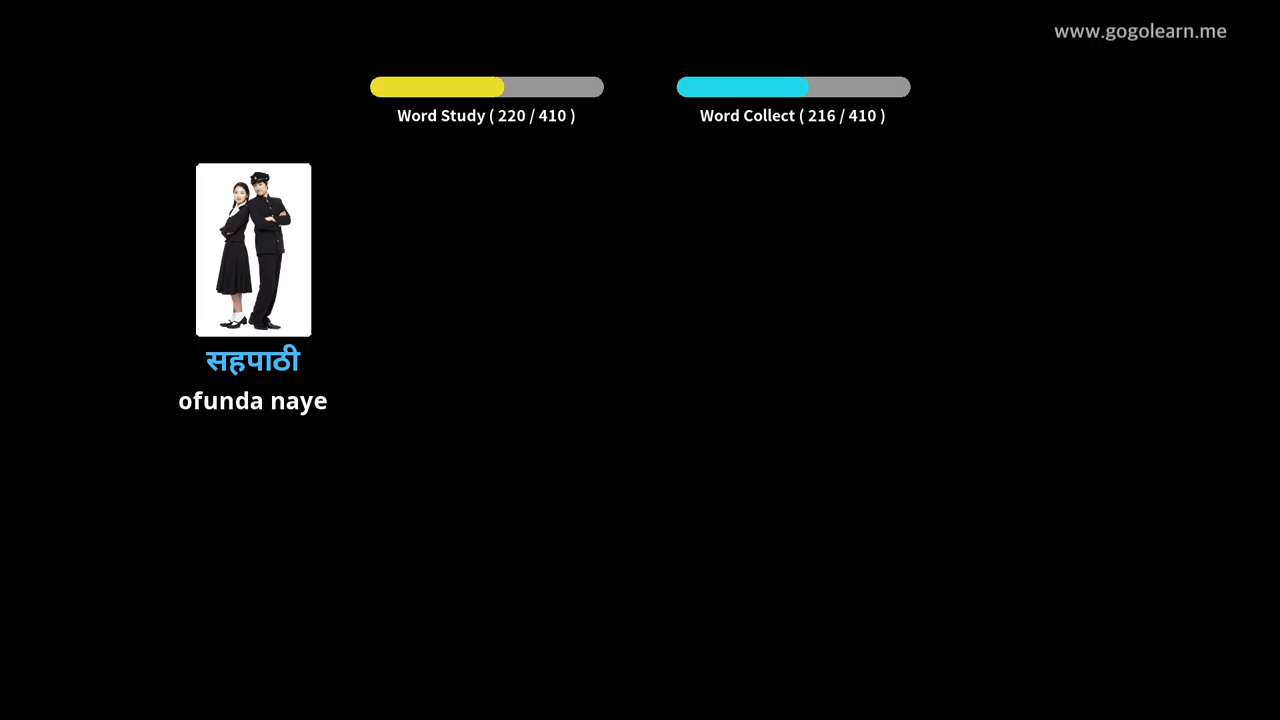 www.gogolearn.me
Word Study ( 220 / 410 )
Word Collect ( 216 / 410 )
सहपाठी
ofunda naye